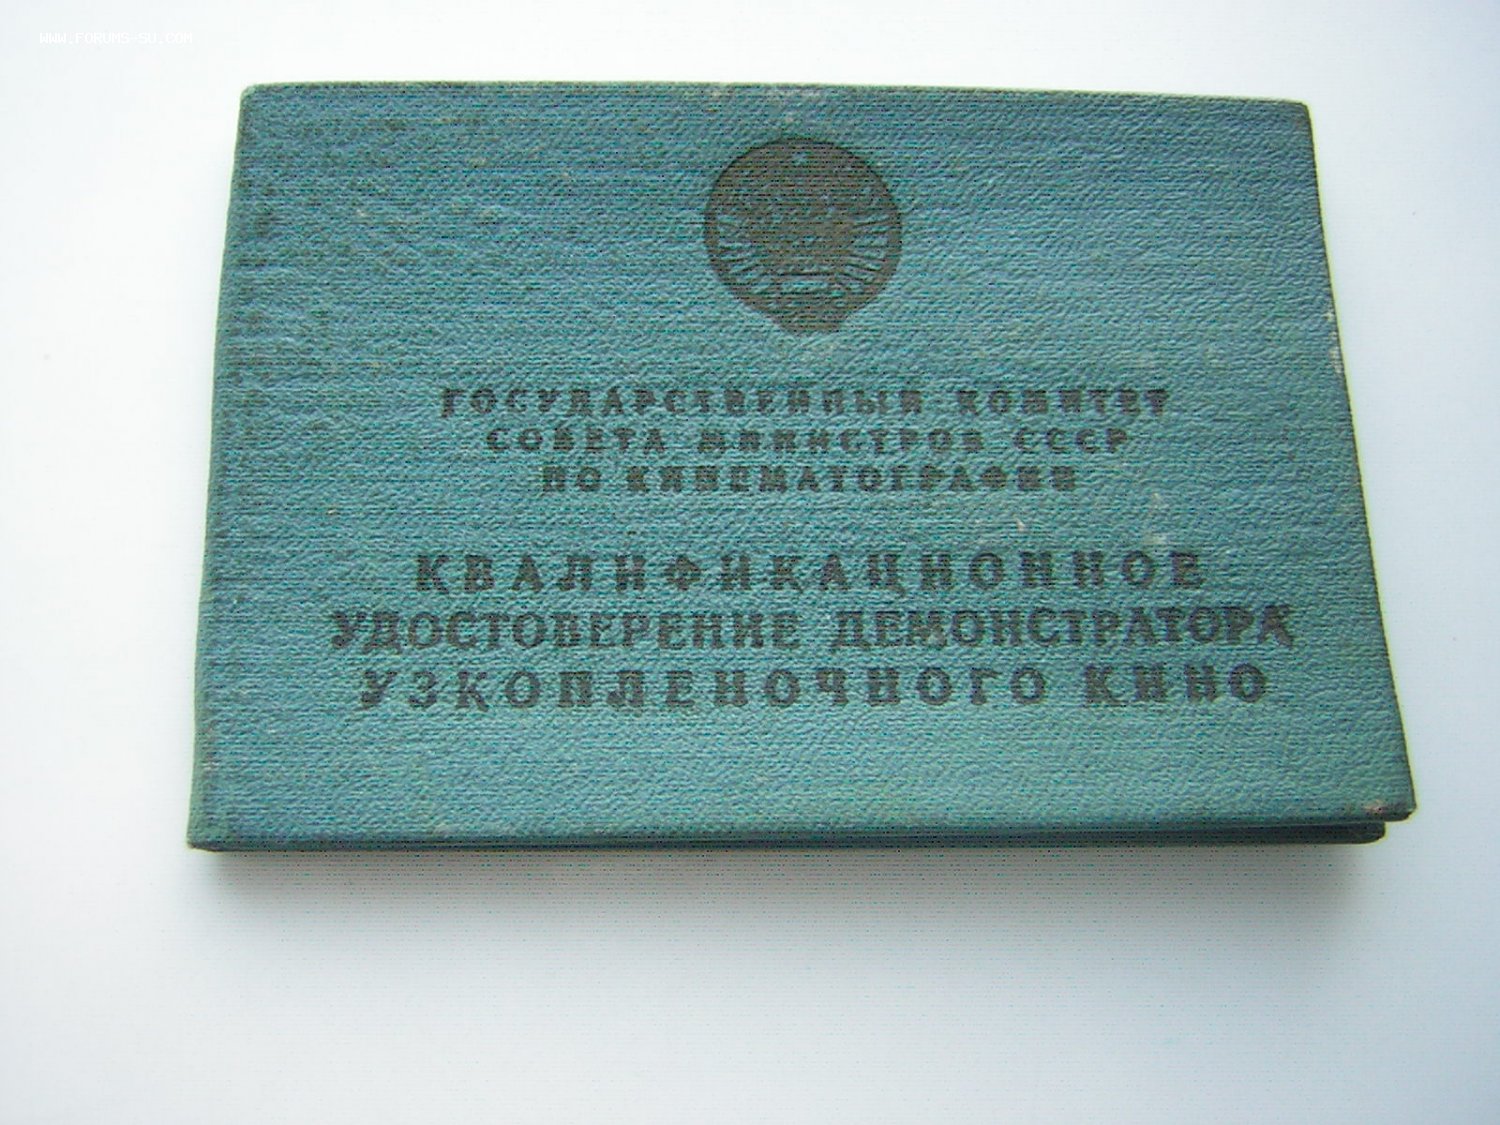 WWW.FORUMS-SU.COM
ГОСУДАРСТВЕННЫЙ КОМИТЕТ
СОВЕТА МИНИСТРОВ СССР
ПО КИНЕМАТОГРАФИИ
КВАЛИФИКАЦИОННОЕ
УДОСТОВЕРЕНИЕ ДЕМОНСТРАТОРА
УЗКОПЛЕНОЧНОГО КИНО